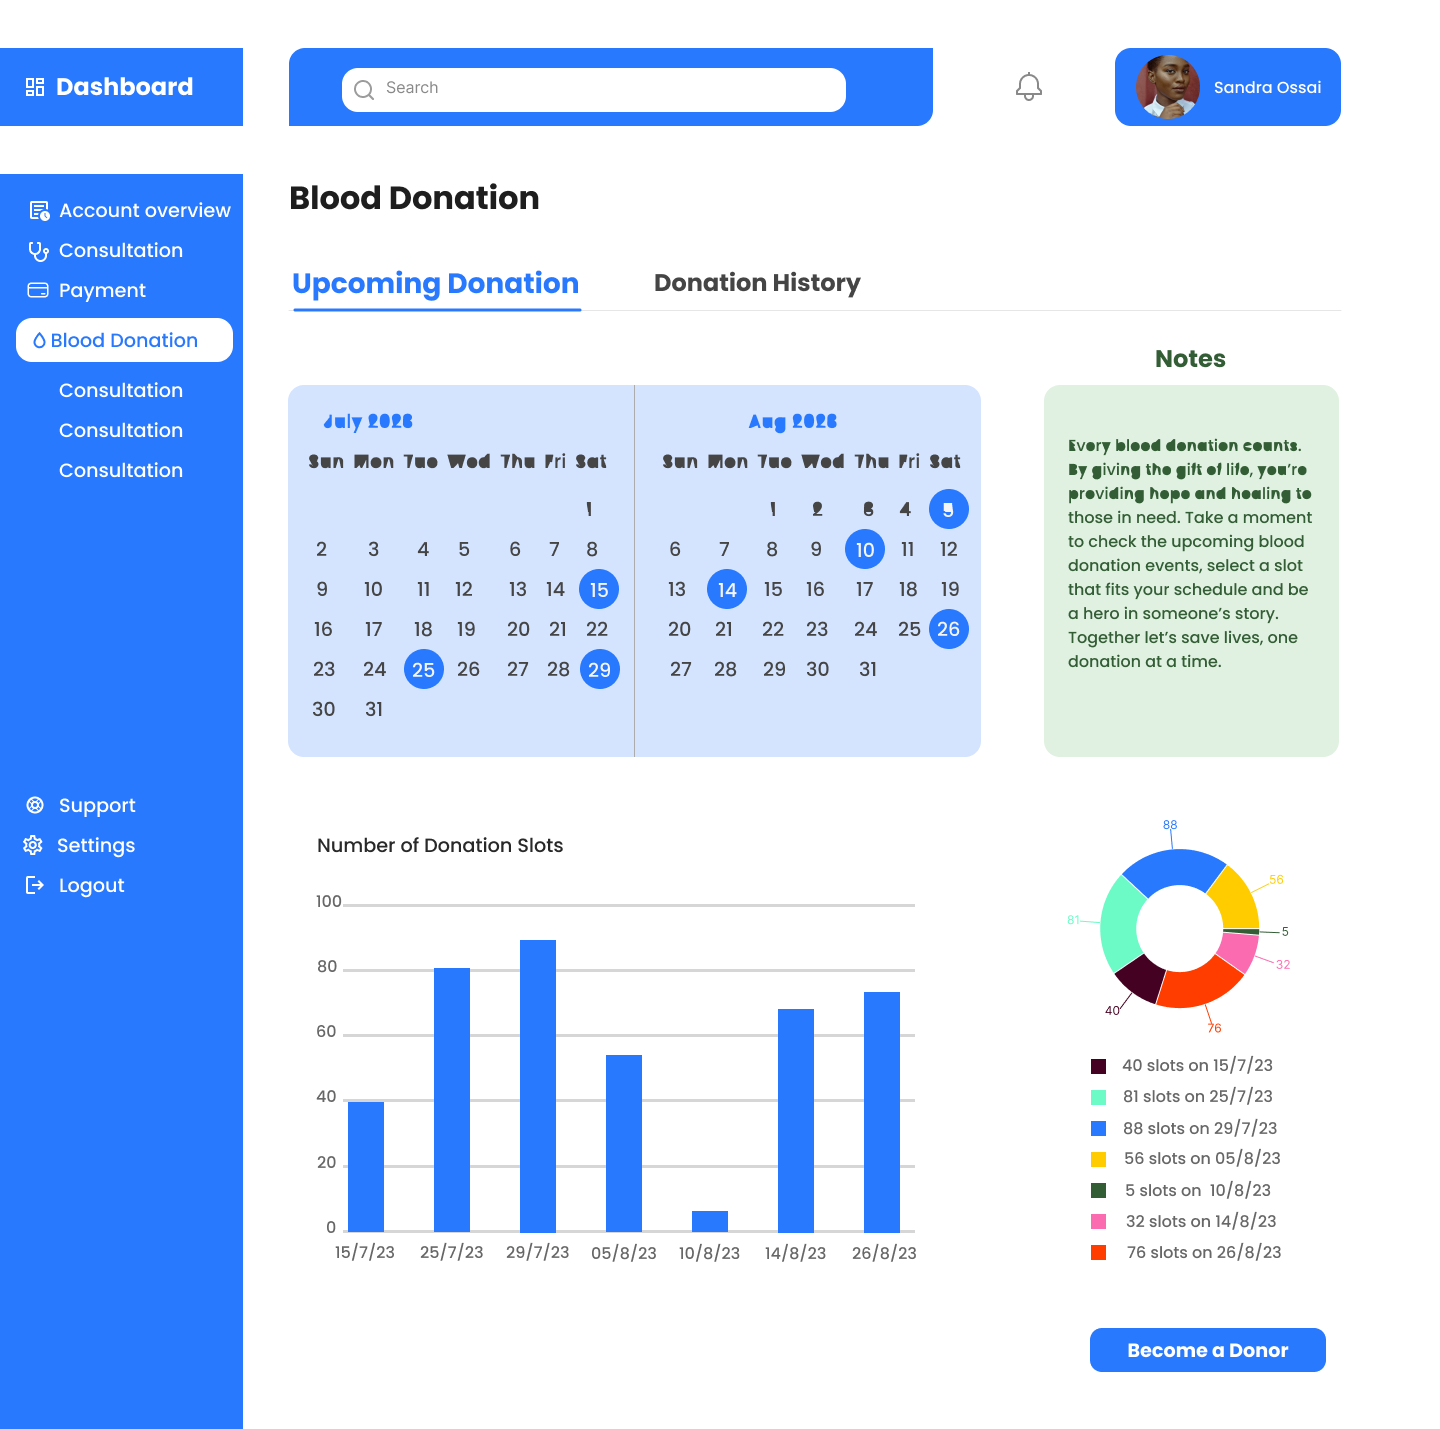 Dashboard
Search
Sandra Ossai
Account overview
Consultation
Payment
Blood Donation
Consultation
Consultation
Consultation
Support
Settings
Logout
Blood Donation
Upcoming Donation
Donation History
July 2023
Sun Mon Tue Wed Thu Fri Sat
1
2 3 4 5 6 7 8
9 10 11 12 13 14 15
16 17 18 19 20 21 22
23 24 25 26 27 28 29
30 31
Aug 2023
Sun Mon Tue Wed Thu Fri Sat
1 2 3 4 5
6 7 8 9 10 11 12
13 14 15 16 17 18 19
20 21 22 23 24 25 26
27 28 29 30 31
Notes
Every blood donation counts.
By giving the gift of life, you're
providing hope and healing to
those in need. Take a moment
to check the upcoming blood
donation events, select a slot
that fits your schedule and be
a hero in someone's story.
Together let's save lives, one
donation at a time.
Number of Donation Slots
100
80
60
40
20
0
15/7/23 25/7/23 29/7/23 05/8/23 10/8/23 14/8/23 26/8/23
88
56
81
5
32
40
76
40 slots on 15/7/23
81 slots on 25/7/23
88 slots on 29/7/23
56 slots on 05/8/23
5 slots on 10/8/23
32 slots on 14/8/23
76 slots on 26/8/23
Become a Donor